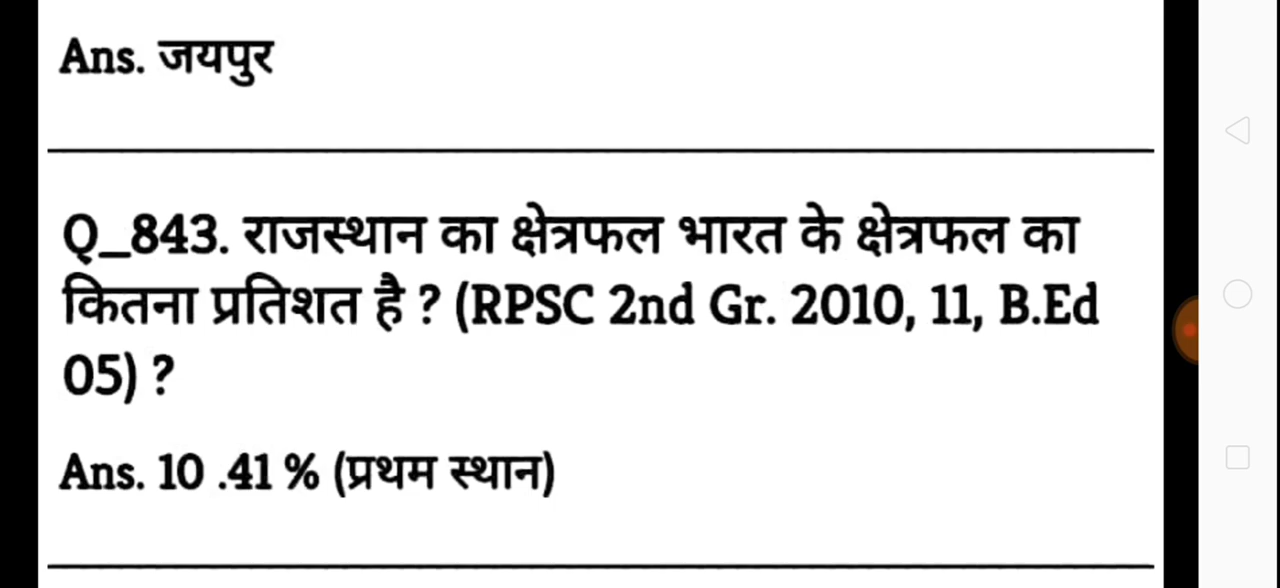 Ans. जयपुर
Q_843. राजस्थान का क्षेत्रफल भारत के क्षेत्रफल का
कितना प्रतिशत है ? (RPSC 2nd Gr. 2010, 11, B.Ed
05) ?
Ans. 10 .41 % (प्रथम स्थान)